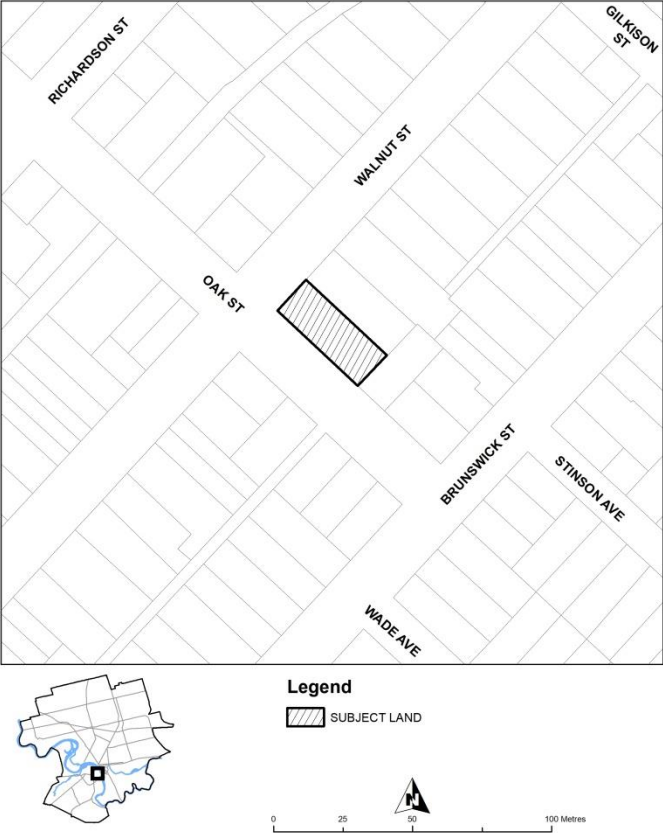 RICHARDSON ST
GILKISON
ST
WALNUT ST
OAK ST
BRUNSWICK ST
STINSON AVE
WADE AVE
Legend
SUBJECT LAND
N
0 25 50 100 Metres